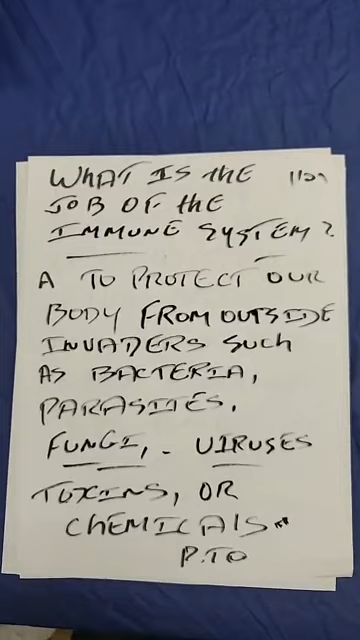 WHAT IS THE
JOB OF THE
IMMUNE SYSTEM?
A TO PROTECT OUR
BODY FROM OUTSIDE
INVADERS SUCH
AS BACTERIA,
PARASITES,
FUNGI, - VIRUSES
TOXINS, OR
CHEMICALS
P.TO